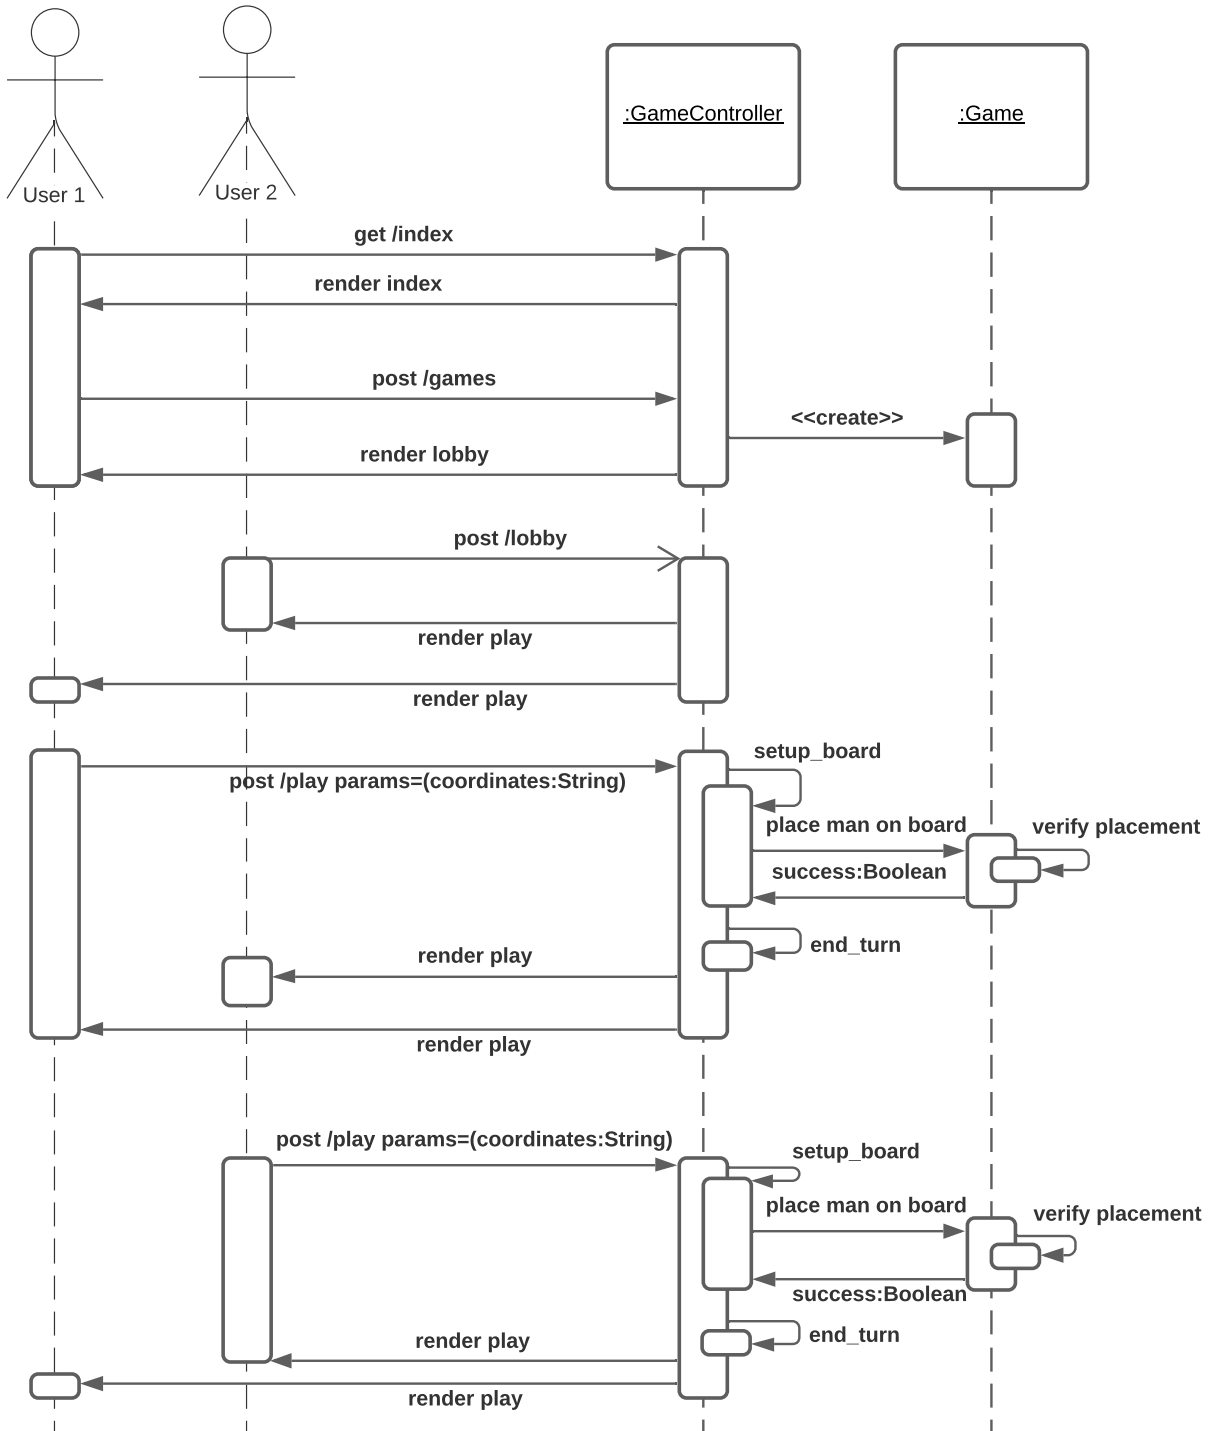 User 1
User 2
:GameController
:Game
get /index
render index
post /games
<<create>>
render lobby
post /lobby
render play
render play
setup_board
post /play params=(coordinates:String)
place man on board
verify placement
success:Boolean
end_turn
render play
render play
post /play params=(coordinates:String)
setup_board
place man on board
verify placement
success:Boolean
end_turn
render play
render play